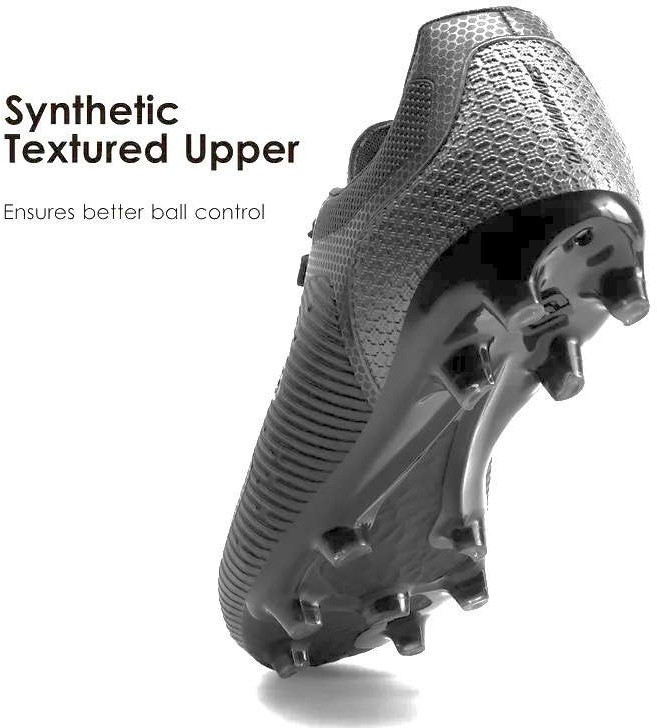 Synthetic
Textured Upper
Ensures better ball control